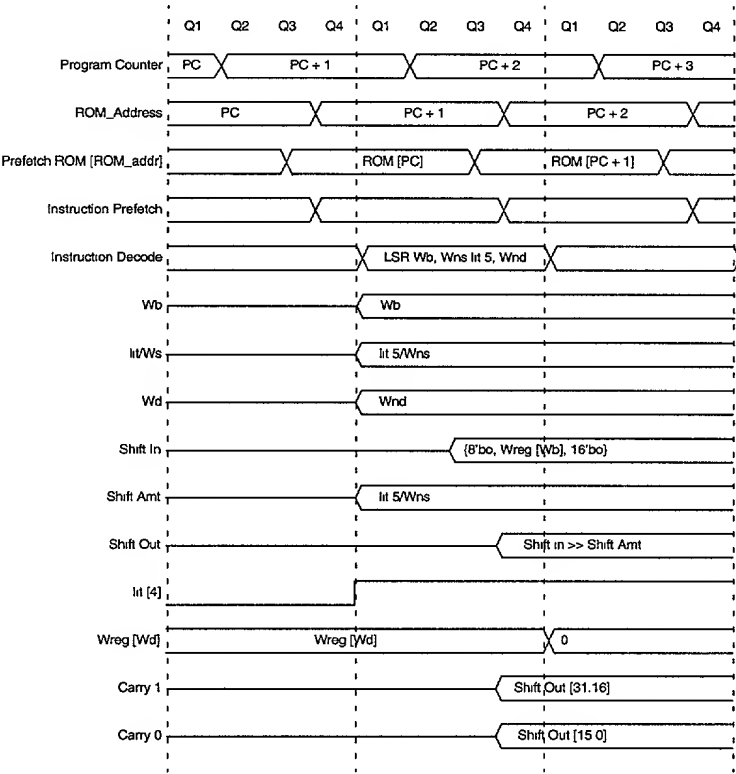 Q1 Q2 Q3 Q4 Q1 Q2 Q3 Q4 Q1 Q2 Q3 Q4
Program Counter PC PC + 1 PC + 2 PC + 3
ROM_Address PC PC + 1 PC + 2
Prefetch ROM [ROM_addr] ROM [PC] ROM [PC + 1]
Instruction Prefetch
Instruction Decode LSR Wb, Wns lit 5, Wnd
Wb Wb
lit/Ws lit 5/Wns
Wd Wnd
Shift In {8'bo, Wreg [Wb], 16'bo}
Shift Amt lit 5/Wns
Shift Out Shift in >> Shift Amt
lit [4]
Wreg [Wd] Wreg [Wd] 0
Carry 1 Shift Out [31.16]
Carry 0 Shift Out [15 0]